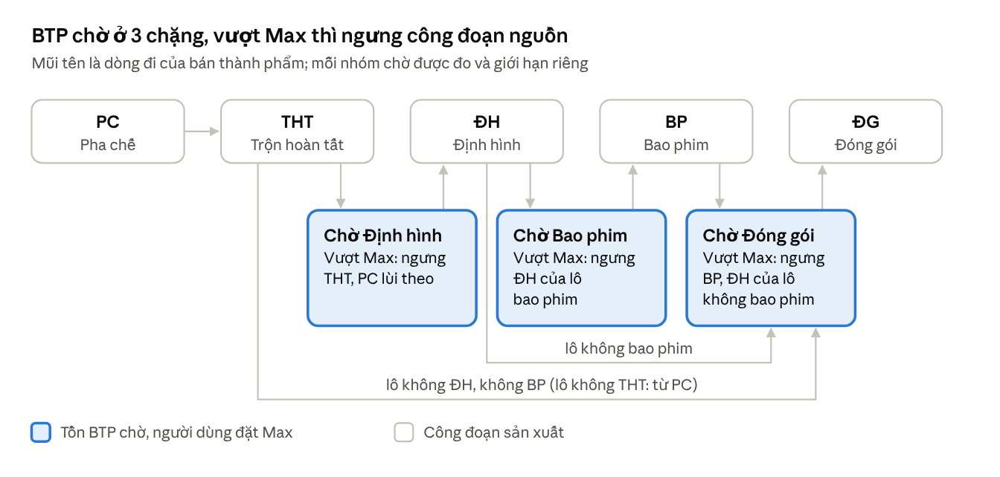 BTP chờ ở 3 chặng, vượt Max thì ngưng công đoạn nguồn
Mũi tên là dòng đi của bán thành phẩm; mỗi nhóm chờ được đo và giới hạn riêng
PC
Pha chế
THT
Trộn hoàn tất
ĐH
Định hình
BP
Bao phim
ĐG
Đóng gói
Chờ Định hình
Vượt Max: ngưng
THT, PC lùi theo
Chờ Bao phim
Vượt Max: ngưng
ĐH của lô
bao phim
Chờ Đóng gói
Vượt Max: ngưng
BP, ĐH của lô
không bao phim
lô không bao phim
lô không ĐH, không BP (lô không THT: từ PC)
Tồn BTP chờ, người dùng đặt Max
Công đoạn sản xuất